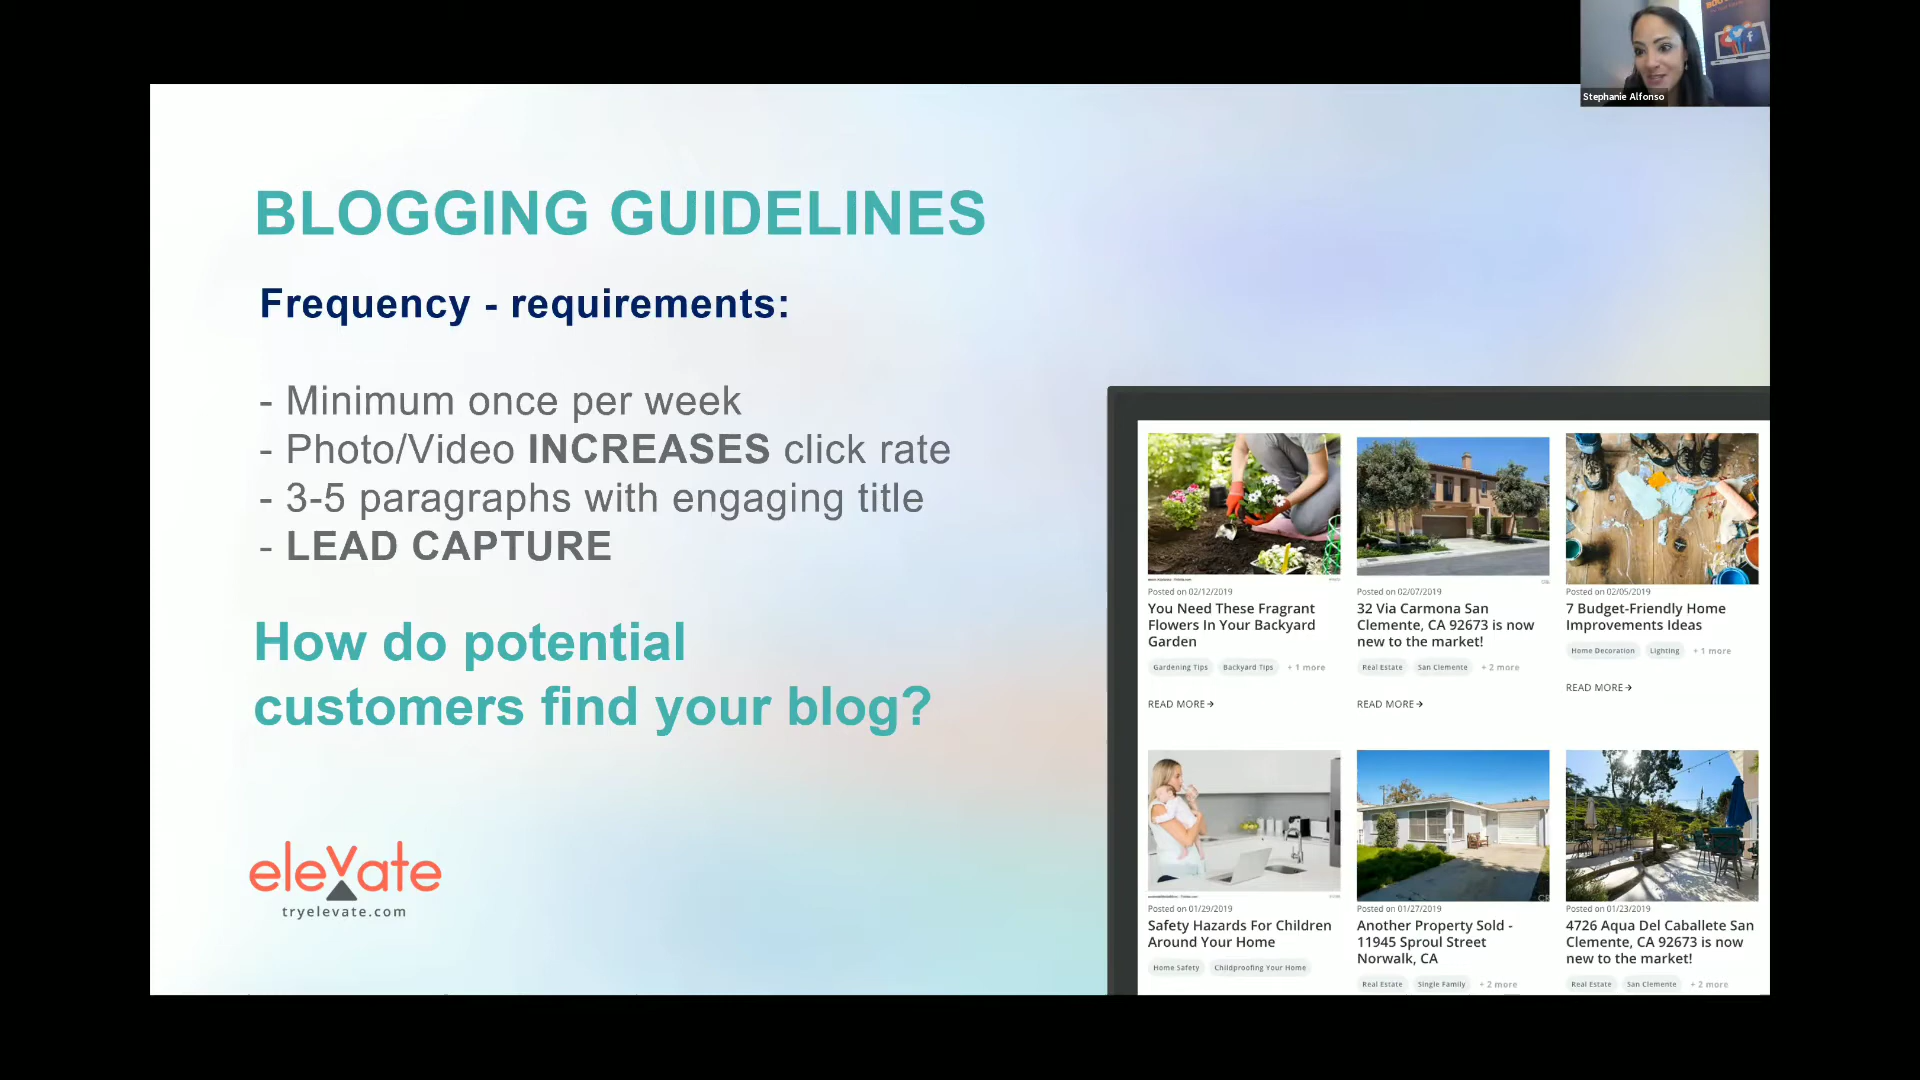 Stephanie Alfonso
BLOGGING GUIDELINES
Frequency - requirements:
- Minimum once per week
- Photo/Video INCREASES click rate
- 3-5 paragraphs with engaging title
- LEAD CAPTURE
How do potential
customers find your blog?
elevate
tryelevate.com
Posted on 02/12/2019
You Need These Fragrant
Flowers In Your Backyard
Garden
Gardening Tips Backyard Tips + 1 more
READ MORE→
Posted on 02/07/2019
32 Via Carmona San
Clemente, CA 92673 is now
new to the market!
Real Estate San Clemente + 2 more
READ MORE→
Posted on 02/05/2019
7 Budget-Friendly Home
Improvements Ideas
Home Decoration Lighting + 1 more
READ MORE→
Posted on 01/29/2019
Safety Hazards For Children
Around Your Home
Home Safety Childproofing Your Home
Posted on 01/27/2019
Another Property Sold -
11945 Sproul Street
Norwalk, CA
Real Estate Single Family + 2 more
Posted on 01/23/2019
4726 Aqua Del Caballete San
Clemente, CA 92673 is now
new to the market!
Real Estate San Clemente + 2 more